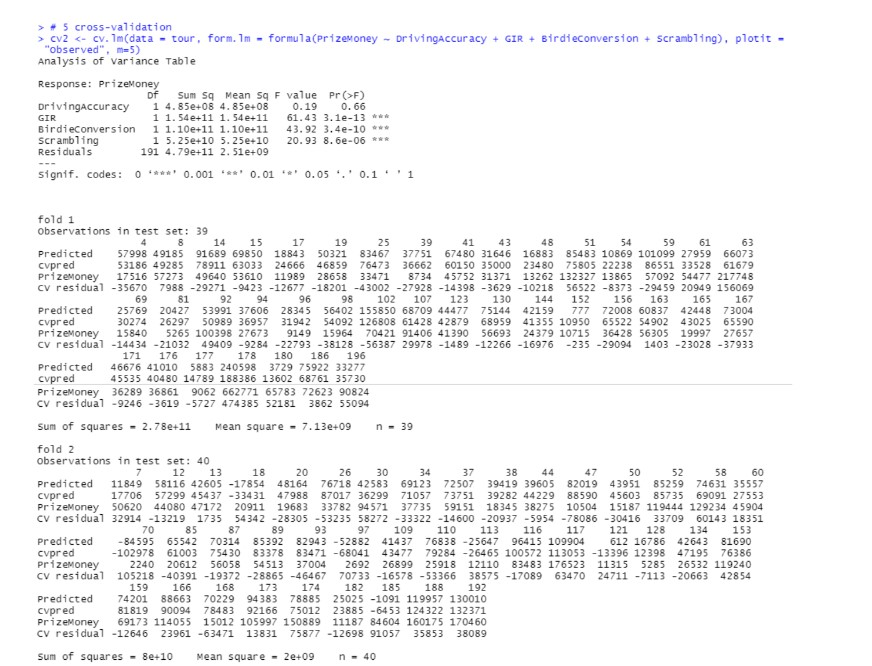 > # 5 cross-validation
> cv2 <- cv.lm(data = tour, form.lm = formula(PrizeMoney ~ DrivingAccuracy + GIR + BirdieConversion + Scrambling), plotit =
"Observed", m=5)
Analysis of Variance Table
Response: PrizeMoney
Df Sum Sq Mean Sq F value Pr(>F)
DrivingAccuracy 1 4.85e+08 4.85e+08 0.19 0.66
GIR 1 1.54e+11 1.54e+11 61.43 3.1e-13 ***
BirdieConversion 1 1.10e+11 1.10e+11 43.92 3.4e-10 ***
Scrambling 1 5.25e+10 5.25e+10 20.93 8.6e-06 ***
Residuals 191 4.79e+11 2.51e+09
---
Signif. codes: 0 ‘***’ 0.001 ‘**’ 0.01 ‘*’ 0.05 ‘.’ 0.1 ‘ ’ 1
fold 1
Observations in test set: 39
4 8 14 15 17 19 25 39 41 43 48 51 54 59 61 63
Predicted 57998 49185 91689 69850 18843 50321 83467 37751 67480 31646 16883 85483 10869 101099 27959 66073
cvpred 53186 49285 78911 63033 24666 46859 76473 36662 60150 35000 23480 75805 22238 86551 33528 61679
PrizeMoney 17516 57273 49640 53610 11989 28658 33471 8734 45752 31371 13262 132327 13865 57092 54477 217748
CV residual -35670 7988 -29271 -9423 -12677 -18201 -43002 -27928 -14398 -3629 -10218 56522 -8373 -29459 20949 156069
69 81 92 94 96 98 102 107 123 130 144 152 156 163 165 167
Predicted 25769 20427 53991 37606 28345 56402 155850 68709 44477 75144 42159 777 72008 60837 42448 73004
cvpred 30274 26297 50989 36957 31942 54092 126808 61428 42879 68959 41355 10950 65522 54902 43025 65590
PrizeMoney 15840 5265 100398 27673 9149 15964 70421 91406 41390 56693 24379 10715 36428 56305 19997 27657
CV residual -14434 -21032 49409 -9284 -22793 -38128 -56387 29978 -1489 -12266 -16976 -235 -29094 1403 -23028 -37933
171 176 177 178 180 186 196
Predicted 46676 41010 5883 240598 3729 75922 33277
cvpred 45535 40480 14789 188386 13602 68761 35730
PrizeMoney 36289 36861 9062 662771 65783 72623 90824
CV residual -9246 -3619 -5727 474385 52181 3862 55094
Sum of squares = 2.78e+11 Mean square = 7.13e+09 n = 39
fold 2
Observations in test set: 40
7 12 13 18 20 26 30 34 37 38 44 47 50 52 58 60
Predicted 11849 58116 42605 -17854 48164 76718 42583 69123 72507 39419 39605 82019 43951 85259 74631 35557
cvpred 17706 57299 45437 -33431 47988 87017 36299 71057 73751 39282 44229 88590 45603 85735 69091 27553
PrizeMoney 50620 44080 47172 20911 19683 33782 94571 37735 59151 18345 38275 10504 15187 119444 129234 45904
CV residual 32914 -13219 1735 54342 -28305 -53235 58272 -33322 -14600 -20937 -5954 -78086 -30416 33709 60143 18351
70 85 87 89 93 97 109 110 113 116 117 121 128 134 153
Predicted -84595 65542 70314 85392 82943 -52882 41437 76838 -25647 96415 109904 612 16786 42643 81690
cvpred -102978 61003 75430 83378 83471 -68041 43477 79284 -26465 100572 113053 -13396 12398 47195 76386
PrizeMoney 2240 20612 56058 54513 37004 2692 26899 25918 12110 83483 176523 11315 5285 26532 119240
CV residual 105218 -40391 -19372 -28865 -46467 70733 -16578 -53366 38575 -17089 63470 24711 -7113 -20663 42854
159 166 168 173 174 182 185 188 192
Predicted 74201 88663 70229 94383 78885 25025 -1091 119957 130010
cvpred 81819 90094 78483 92166 75012 23885 -6453 124322 132371
PrizeMoney 69173 114055 15012 105997 150889 11187 84604 160175 170460
CV residual -12646 23961 -63471 13831 75877 -12698 91057 35853 38089
Sum of squares = 8e+10 Mean square = 2e+09 n = 40